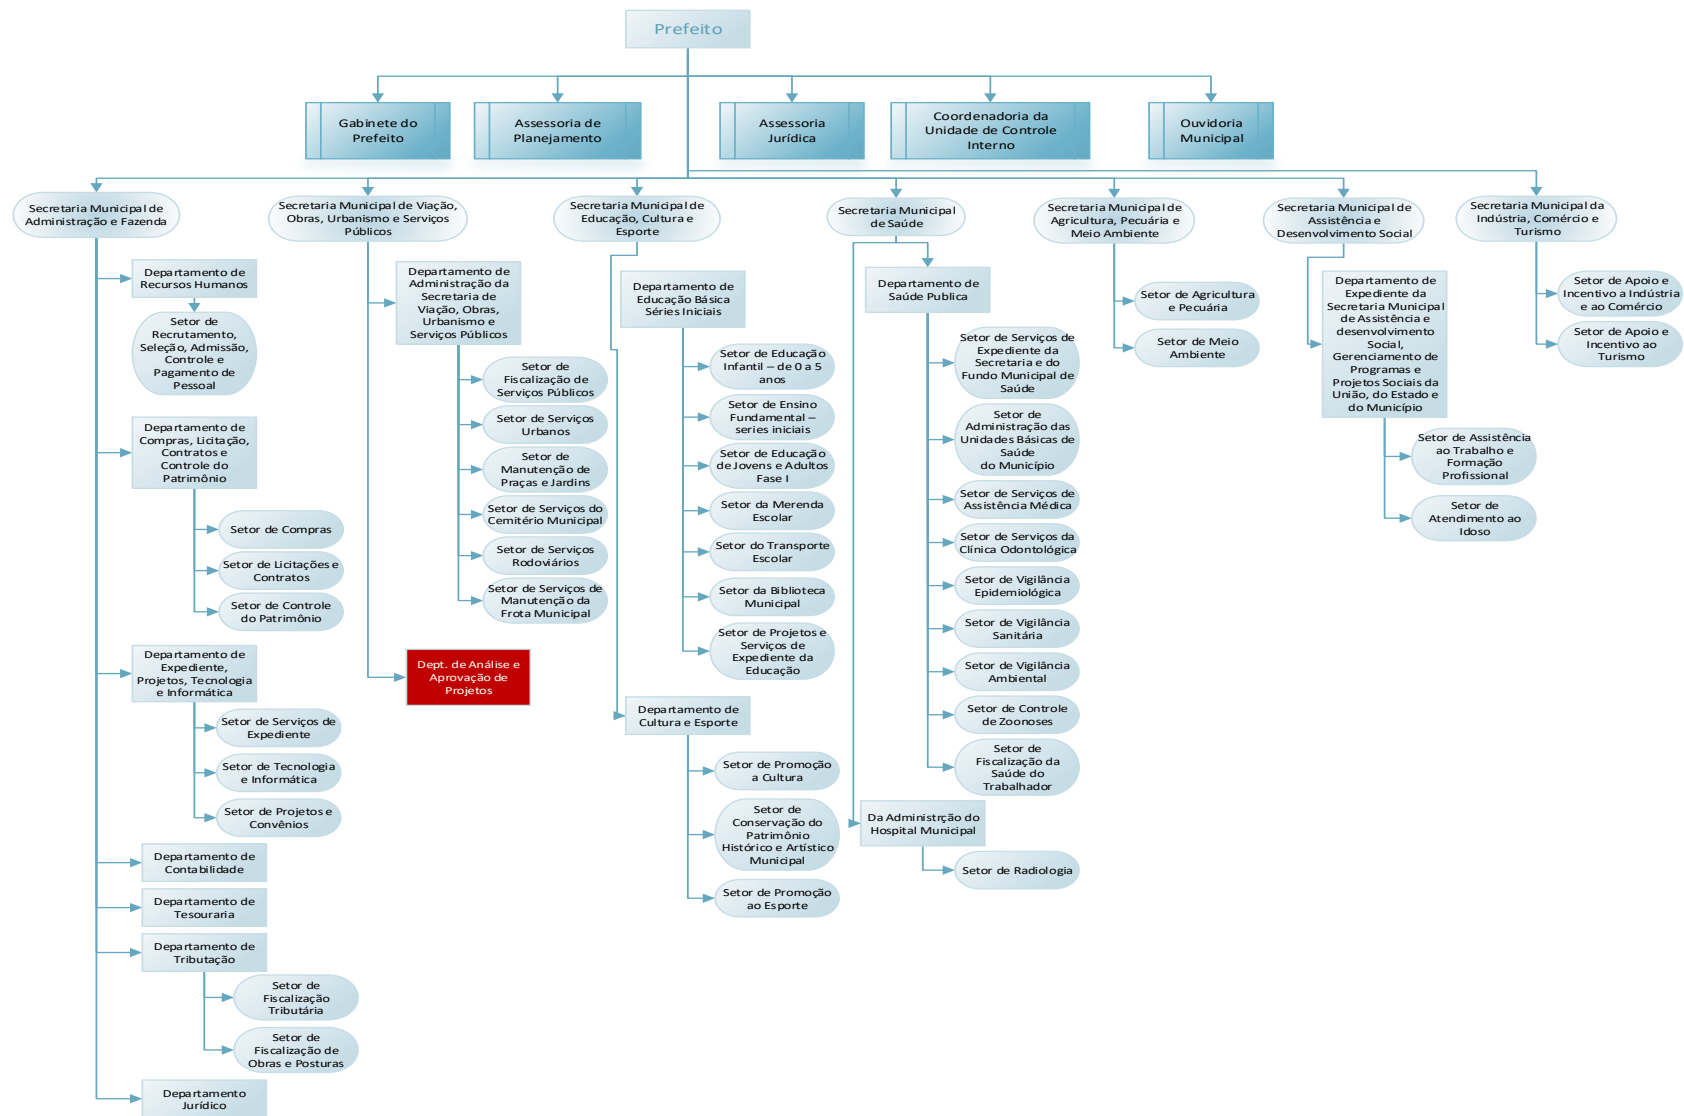 Prefeito
Gabinete do
Prefeito
Assessoria de
Planejamento
Assessoria
Jurídica
Coordenadoria da
Unidade de Controle
Interno
Ouvidoria
Municipal
Secretaria Municipal de
Administração e Fazenda
Departamento de
Recursos Humanos
Setor de
Recrutamento,
Seleção, Admissão,
Controle e
Pagamento de
Pessoal
Departamento de
Compras, Licitação,
Contratos e
Controle do
Patrimônio
Setor de Compras
Setor de Licitações e
Contratos
Setor de Controle
do Patrimônio
Departamento de
Expediente,
Projetos, Tecnologia
e Informática
Setor de Serviços de
Expediente
Setor de Tecnologia
e Informática
Setor de Projetos e
Convênios
Departamento de
Contabilidade
Departamento de
Tesouraria
Departamento de
Tributação
Setor de
Fiscalização
Tributária
Setor de
Fiscalização de
Obras e Posturas
Departamento
Jurídico
Secretaria Municipal de Viação,
Obras, Urbanismo e Serviços
Públicos
Departamento de
Administração da
Secretaria de
Viação, Obras,
Urbanismo e
Serviços Públicos
Setor de
Fiscalização de
Serviços Públicos
Setor de Serviços
Urbanos
Setor de
Manutenção de
Praças e Jardins
Setor de Serviços do
Cemitério Municipal
Setor de Serviços
Rodoviários
Setor de Serviços de
Manutenção da
Frota Municipal
Dept. de Análise e
Aprovação de
Projetos
Secretaria Municipal de
Educação, Cultura e
Esporte
Departamento de
Educação Básica
Séries Iniciais
Setor de Educação
Infantil – de 0 a 5
anos
Setor de Ensino
Fundamental –
series iniciais
Setor de Educação
de Jovens e Adultos
Fase I
Setor da Merenda
Escolar
Setor do Transporte
Escolar
Setor da Biblioteca
Municipal
Setor de Projetos e
Serviços de
Expediente da
Educação
Departamento de
Cultura e Esporte
Setor de Promoção
a Cultura
Setor de
Conservação do
Patrimônio
Histórico e Artístico
Municipal
Setor de Promoção
ao Esporte
Secretaria Municipal
de Saúde
Departamento de
Saúde Publica
Setor de Serviços de
Expediente da
Secretaria e do
Fundo Municipal de
Saúde
Setor de
Administração das
Unidades Básicas de
Saúde
do Município
Setor de Serviços de
Assistência Médica
Setor de Serviços da
Clínica Odontológica
Setor de Vigilância
Epidemiológica
Setor de Vigilância
Sanitária
Setor de Vigilância
Ambiental
Setor de Controle
de Zoonoses
Setor de
Fiscalização da
Saúde do
Trabalhador
Da Administrção do
Hospital Municipal
Setor de Radiologia
Secretaria Municipal de
Agricultura, Pecuária e
Meio Ambiente
Setor de Agricultura
e Pecuária
Setor de Meio
Ambiente
Secretaria Municipal de
Assistência e
Desenvolvimento Social
Departamento de
Expediente da
Secretaria Municipal
de Assistência e
desenvolvimento
Social,
Gerenciamento de
Programas e
Projetos Sociais da
União, do Estado e
do Município
Setor de Assistência
ao Trabalho e
Formação
Profissional
Setor de
Atendimento ao
Idoso
Secretaria Municipal da
Indústria, Comércio e
Turismo
Setor de Apoio e
Incentivo a Indústria
e ao Comércio
Setor de Apoio e
Incentivo ao
Turismo